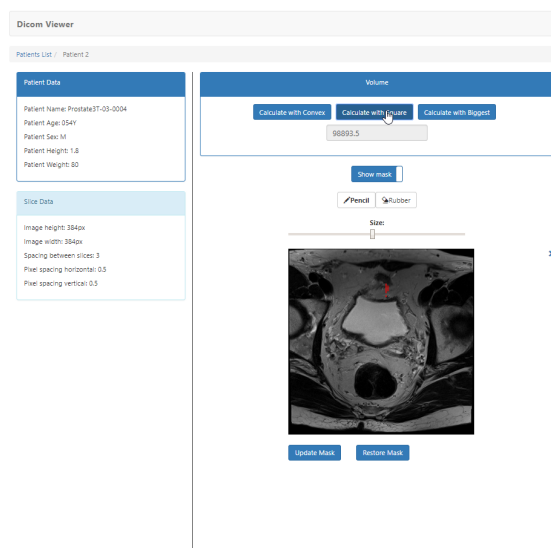 Dicom Viewer
Patients List / Patient 2
Patient Data
Patient Name: Prostate3T-03-0004
Patient Age: 054Y
Patient Sex: M
Patient Height: 1.8
Patient Weight: 80
Slice Data
Image height: 384px
Image width: 384px
Spacing between slices: 3
Pixel spacing horizontal: 0.5
Pixel spacing vertical: 0.5
Volume
Calculate with Convex Calculate with Square Calculate with Biggest
98893.5
Show mask
Pencil Rubber
Size:
Update Mask Restore Mask